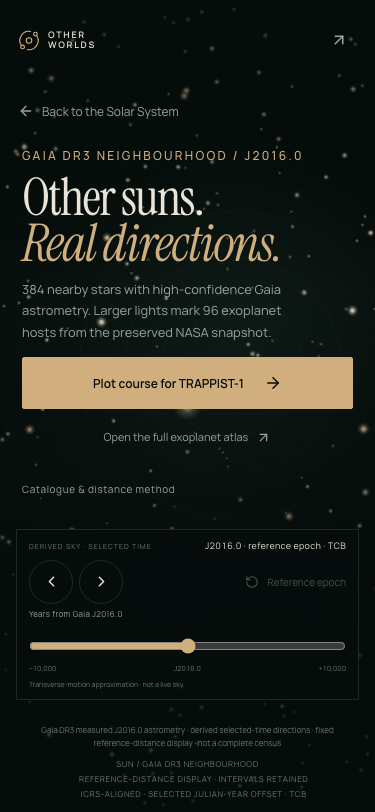 OTHER
WORLDS
Back to the Solar System
GAIA DR3 NEIGHBOURHOOD / J2016.0
Other suns.
Real directions.
384 nearby stars with high-confidence Gaia
astrometry. Larger lights mark 96 exoplanet
hosts from the preserved NASA snapshot.
Plot course for TRAPPIST-1
Open the full exoplanet atlas
Catalogue & distance method
DERIVED SKY · SELECTED TIME
J2016.0 · reference epoch · TCB
Reference epoch
Years from Gaia J2016.0
−10,000 J2016.0 +10,000
Transverse-motion approximation · not a live sky.
Gaia DR3 measured J2016.0 astrometry · derived selected-time directions · fixed
reference-distance display · not a complete census
SUN / GAIA DR3 NEIGHBOURHOOD
REFERENCE-DISTANCE DISPLAY · INTERVALS RETAINED
ICRS-ALIGNED · SELECTED JULIAN-YEAR OFFSET · TCB